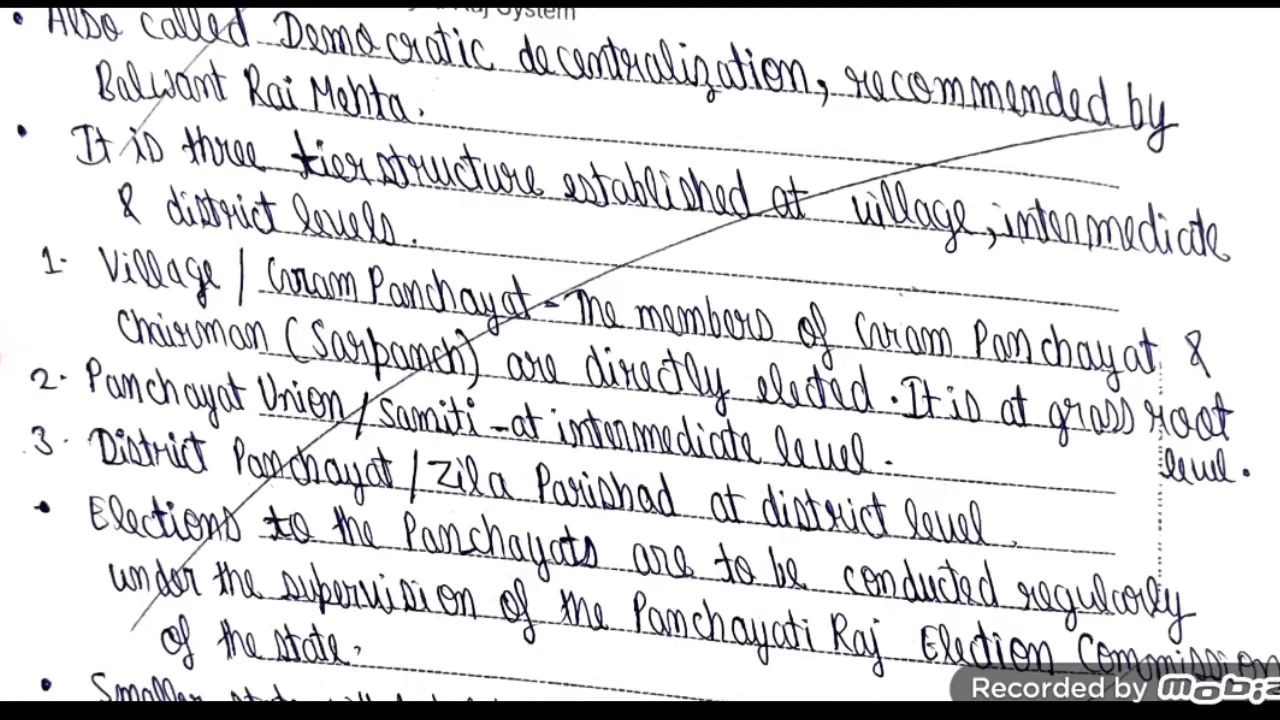 Raj System
• Also called Democratic decentralization, recommended by
Balwant Rai Mehta.
• It is three tier structure established at village, intermediate
& district levels.
1. Village / Gram Panchayat - The members of Gram Panchayat &
Chairman (Sarpanch) are directly elected. It is at grass root
level.
2. Panchayat Union / Samiti - at intermediate level.
3. District Panchayat / Zila Parishad at district level.
• Elections to the Panchayats are to be conducted regularly
under the supervision of the Panchayati Raj Election Commission
of the state.
• Smaller
Recorded by